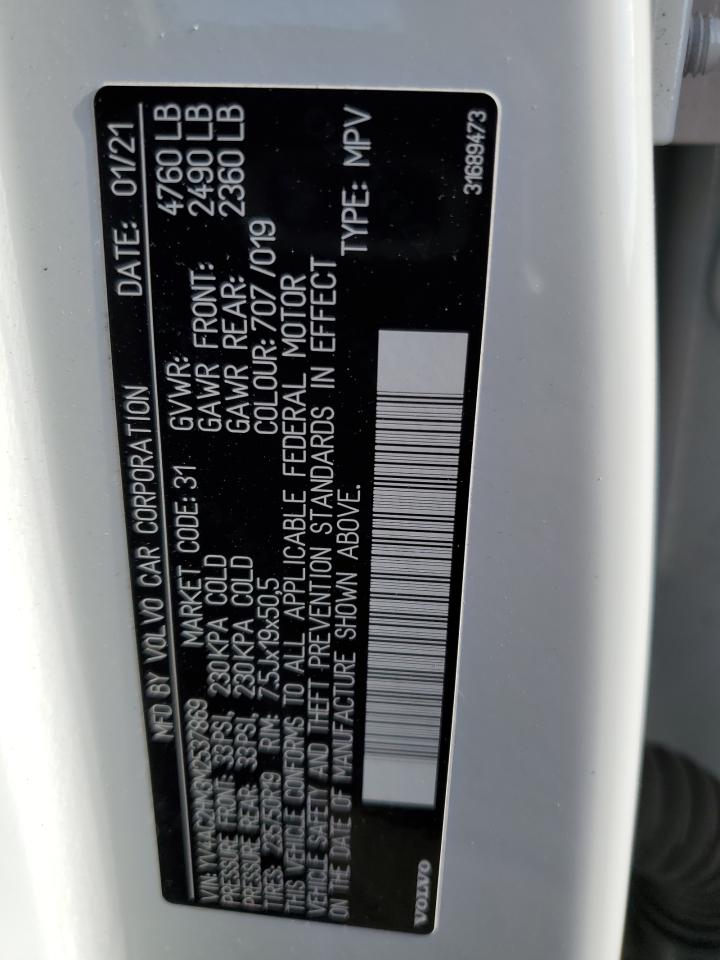 MFD BY VOLVO CAR CORPORATION DATE: 01/21
VIN: YV4AC2HM3M2537869 MARKET CODE: 31 GVWR: 4760 LB
PRESSURE FRONT: 33PSI, 230KPA COLD GAWR FRONT: 2490 LB
PRESSURE REAR: 33PSI, 230KPA COLD GAWR REAR: 2360 LB
TIRES: 235/50R19 RIN: 7.5Jx19x50,5 COLOUR: 707 /019
THIS VEHICLE CONFORMS TO ALL APPLICABLE FEDERAL MOTOR
VEHICLE SAFETY AND THEFT PREVENTION STANDARDS IN EFFECT
ON THE DATE OF MANUFACTURE SHOWN ABOVE. TYPE: MPV
VOLVO 31689473